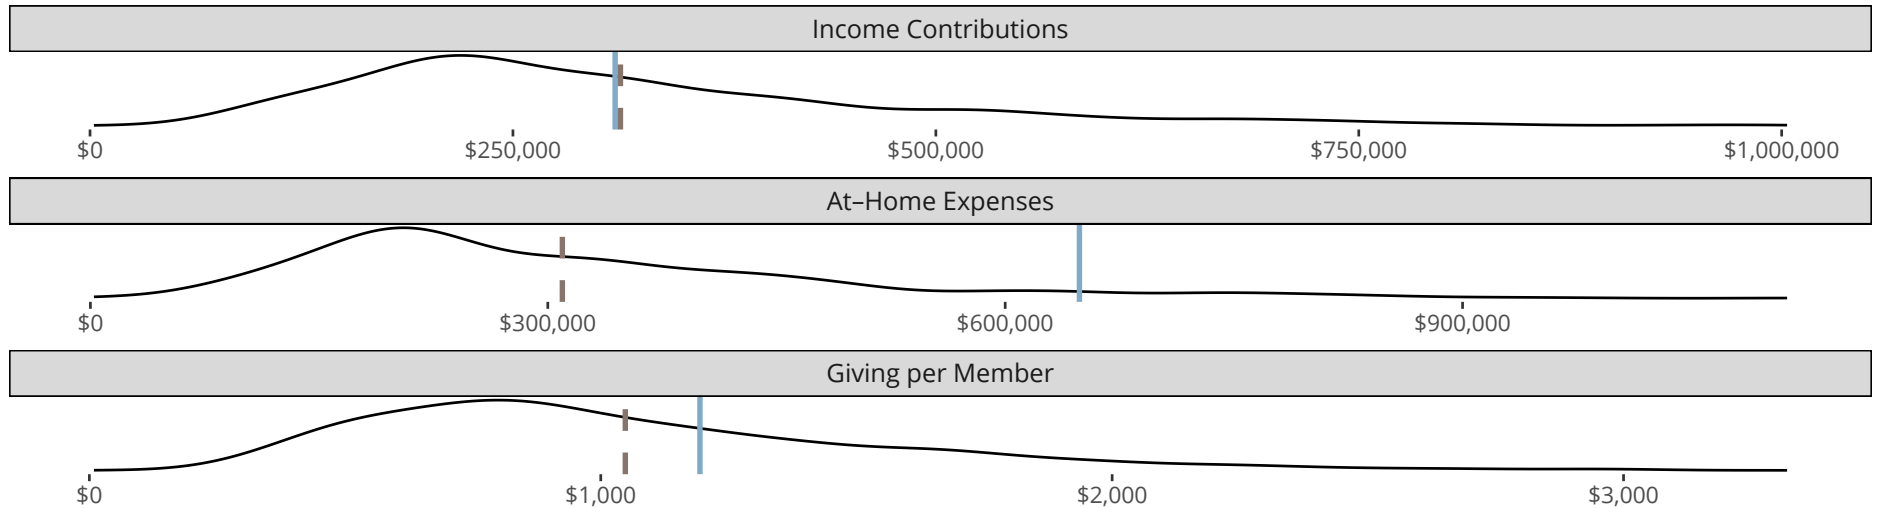 Income Contributions
$0 $250,000 $500,000 $750,000 $1,000,000
At–Home Expenses
$0 $300,000 $600,000 $900,000
Giving per Member
$0 $1,000 $2,000 $3,000